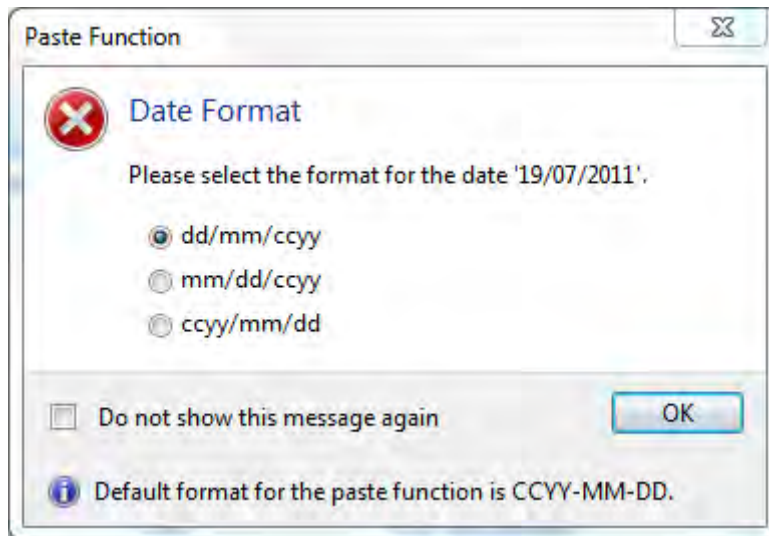 Paste Function
Date Format
Please select the format for the date '19/07/2011'.
dd/mm/ccyy
mm/dd/ccyy
ccyy/mm/dd
Do not show this message again
OK
Default format for the paste function is CCYY-MM-DD.